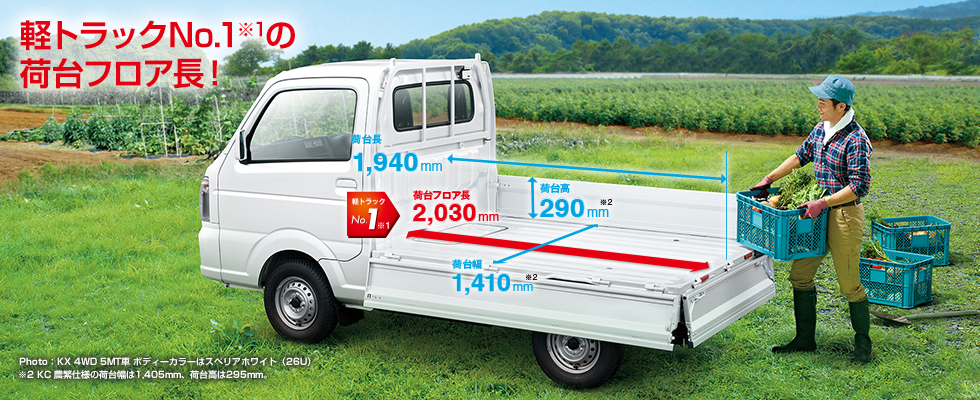 軽トラックNo.1※1の
荷台フロア長！
荷台長
1,940mm
軽トラック
No.1※1
荷台フロア長
2,030mm
荷台高
290mm※2
荷台幅
1,410mm※2
Photo：KX 4WD 5MT車 ボディーカラーはスペリアホワイト（26U）
※2 KC 農繁仕様の荷台幅は1,405mm、荷台高は295mm。